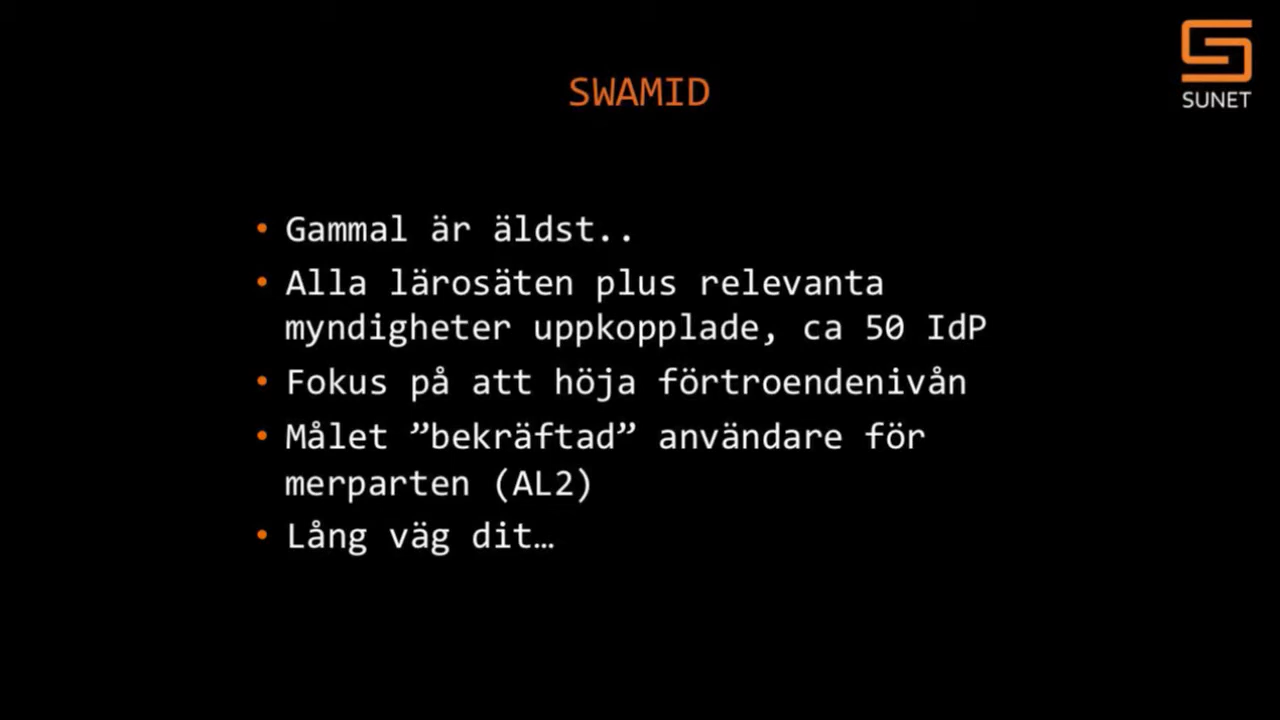 SUNET
SWAMID
• Gammal är äldst..
• Alla lärosäten plus relevanta
myndigheter uppkopplade, ca 50 IdP
• Fokus på att höja förtroendenivån
• Målet ”bekräftad” användare för
merparten (AL2)
• Lång väg dit…